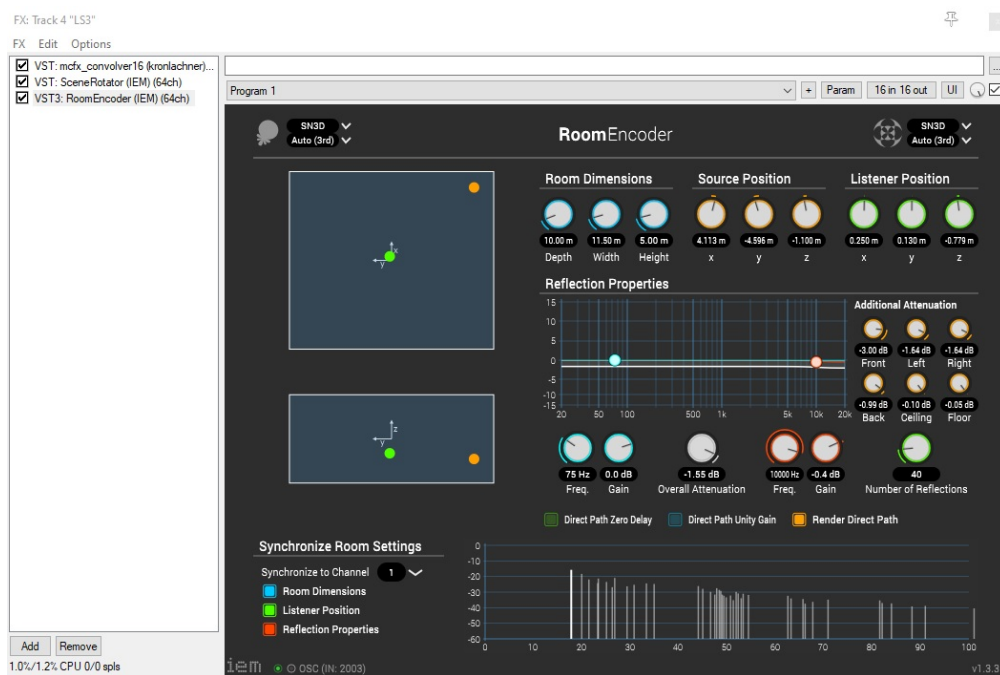 FX: Track 4 "LS3"
FX Edit Options
VST: mcfx_convolver16 (kronlachner)...
VST: SceneRotator (IEM) (64ch)
VST3: RoomEncoder (IEM) (64ch)
...
Program 1 + Param 16 in 16 out UI
SN3D
Auto (3rd)
RoomEncoder
SN3D
Auto (3rd)
Room Dimensions Source Position Listener Position
10.00 m 11.50 m 5.00 m 4.113 m -4.596 m -1.100 m 0.250 m 0.130 m -0.779 m
Depth Width Height x y z x y z
x
y
z
y
Reflection Properties
15
10
5
0
-5
-10
-15
20 50 100 500 1k 5k 10k 20k
Additional Attenuation
-3.00 dB -1.64 dB -1.64 dB
Front Left Right
-0.99 dB -0.10 dB -0.05 dB
Back Ceiling Floor
75 Hz 0.0 dB -1.55 dB 10000 Hz -0.4 dB 40
Freq. Gain Overall Attenuation Freq. Gain Number of Reflections
Direct Path Zero Delay Direct Path Unity Gain Render Direct Path
Synchronize Room Settings
Synchronize to Channel 1
Room Dimensions
Listener Position
Reflection Properties
0
-10
-20
-30
-40
-50
-60
0 10 20 30 40 50 60 70 80 90 100
Add Remove
1.0%/1.2% CPU 0/0 spls
iem OSC (IN: 2003) v1.3.3